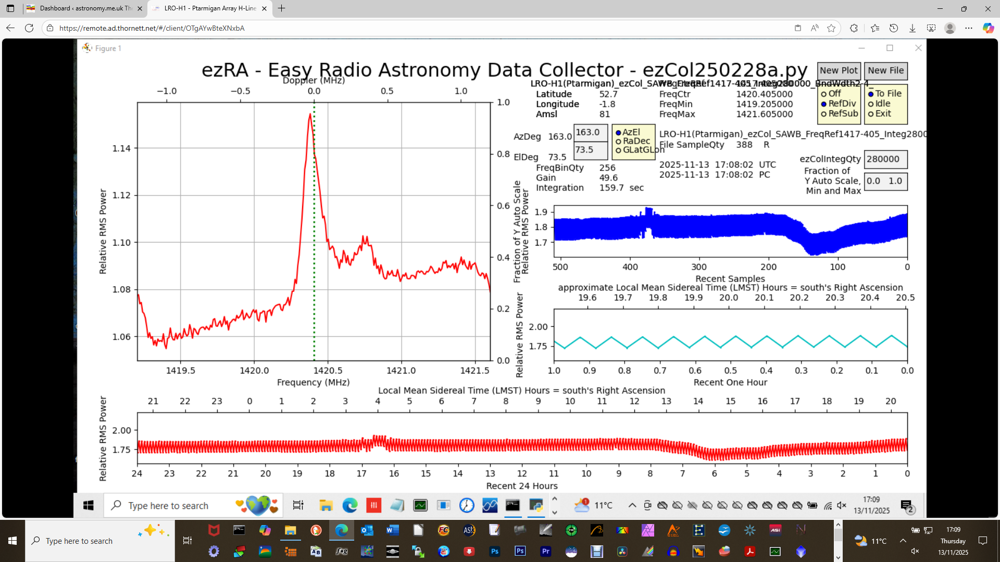 Dashboard ‹ astronomy.me.uk Th
LRO-H1 - Ptarmigan Array H-Line
https://remote.ad.thornett.net/#/client/OTgAYwBteXNxbA
Figure 1
ezRA - Easy Radio Astronomy Data Collector - ezCol250228a.py
New Plot
New File
Doppler (MHz)
−1.0 −0.5 0.0 0.5 1.0
LRO-H1(Ptarmigan)_ezCol_SAWB_FreqRef1417-405_Integ280000_BndWdth2-4_
Latitude 52.7
Longitude -1.8
Amsl 81
FreqCtr 1420.405000
FreqMin 1419.205000
FreqMax 1421.605000
Off
RefDiv
RefSub
To File
Idle
Exit
AzDeg 163.0 163.0
ElDeg 73.5 73.5
AzEl
RaDec
GLatGLon
LRO-H1(Ptarmigan)_ezCol_SAWB_FreqRef1417-405_Integ2800
File SampleQty 388 R
FreqBinQty 256
Gain 49.6
Integration 159.7 sec
2025-11-13 17:08:02 UTC
2025-11-13 17:08:02 PC
ezColIntegQty 280000
Fraction of
Y Auto Scale,
Min and Max
0.0 1.0
Relative RMS Power
1.14
1.12
1.10
1.08
1.06
1.0
0.8
0.6
0.4
0.2
0.0
Fraction of Y Auto Scale
1419.5 1420.0 1420.5 1421.0 1421.5
Frequency (MHz)
Relative RMS Power
1.9
1.8
1.7
500 400 300 200 100 0
Recent Samples
approximate Local Mean Sidereal Time (LMST) Hours = south's Right Ascension
19.6 19.7 19.8 19.9 20.0 20.1 20.2 20.3 20.4 20.5
Relative RMS Power
2.00
1.75
1.0 0.9 0.8 0.7 0.6 0.5 0.4 0.3 0.2 0.1 0.0
Recent One Hour
Local Mean Sidereal Time (LMST) Hours = south's Right Ascension
21 22 23 0 1 2 3 4 5 6 7 8 9 10 11 12 13 14 15 16 17 18 19 20
Relative RMS Power
2.00
1.75
24 23 22 21 20 19 18 17 16 15 14 13 12 11 10 9 8 7 6 5 4 3 2 1 0
Recent 24 Hours
Type here to search
1
11°C
17:09
13/11/2025
2
Type here to search
11°C
17:09
Thursday
13/11/2025